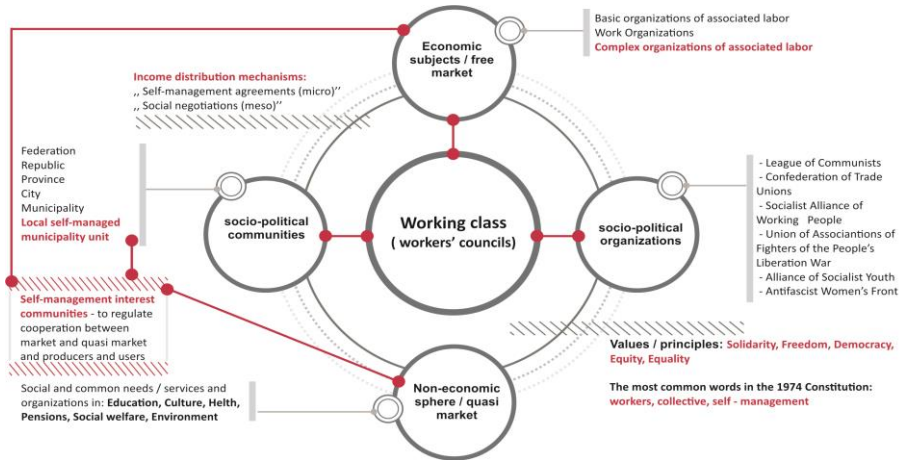 Economic
subjects / free
market
Basic organizations of associated labor
Work Organizations
Complex organizations of associated labor
Income distribution mechanisms:
,, Self-management agreements (micro)’’
,, Social negotiations (meso)’’
Federation
Republic
Province
City
Municipality
Local self-managed
municipality unit
socio-political
communities
Working class
( workers’ councils)
socio-political
organizations
- League of Communists
- Confederation of Trade
Unions
- Socialist Alliance of
Working People
- Union of Associantions of
Fighters of the People’s
Liberation War
- Alliance of Socialist Youth
- Antifascist Women’s Front
Self-management interest
communities - to regulate
cooperation between
market and quasi market
and producers and users
Values / principles: Solidarity, Freedom, Democracy,
Equity, Equality
The most common words in the 1974 Constitution:
workers, collective, self - management
Social and common needs / services and
organizations in: Education, Culture, Helth,
Pensions, Social welfare, Environment
Non-economic
sphere / quasi
market